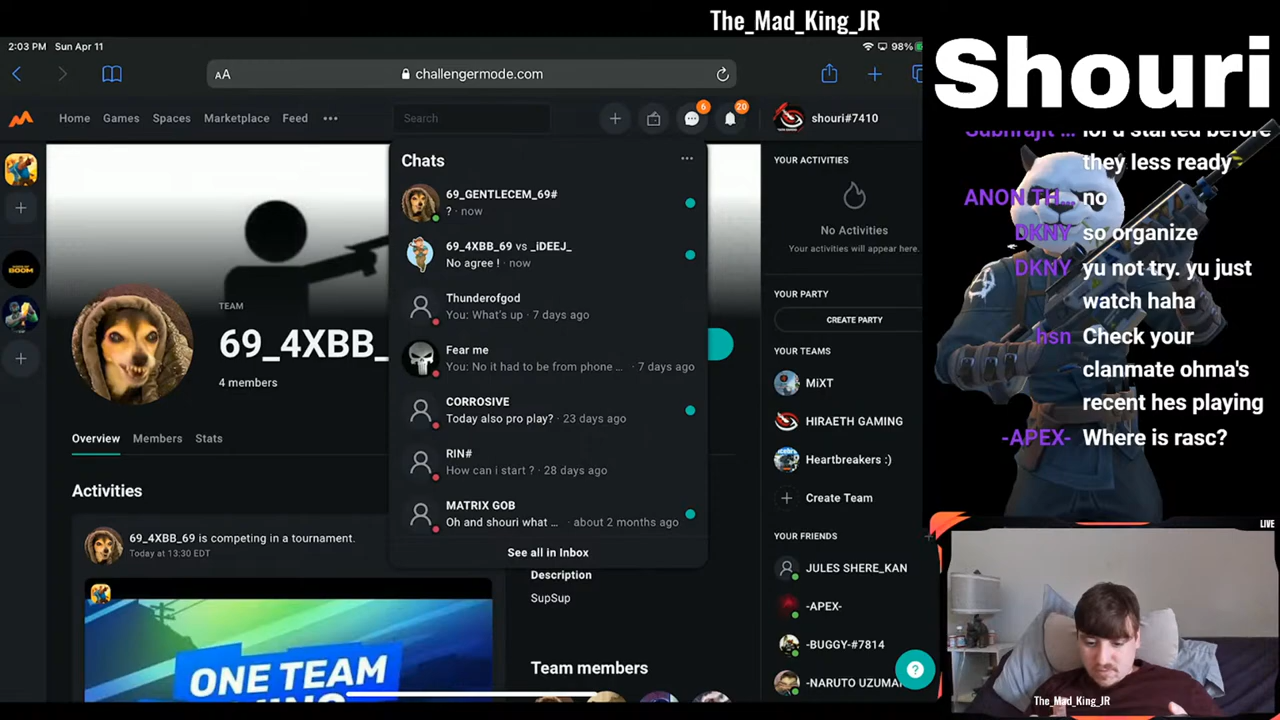 The_Mad_King_JR
2:03 PM Sun Apr 11
98%
AA
challengermode.com
Home Games Spaces Marketplace Feed
Search
6
20
shouri#7410
Chats
69_GENTLECEM_69#
? · now
69_4XBB_69 vs _iDEEJ_
No agree ! · now
Thunderofgod
You: What's up · 7 days ago
Fear me
You: No it had to be from phone ... · 7 days ago
CORROSIVE
Today also pro play? · 23 days ago
RIN#
How can i start ? · 28 days ago
MATRIX GOB
Oh and shouri what ... · about 2 months ago
See all in Inbox
TEAM
69_4XBB_
4 members
Overview Members Stats
Activities
69_4XBB_69 is competing in a tournament.
Today at 13:30 EDT
ONE TEAM
Description
SupSup
Team members
YOUR ACTIVITIES
No Activities
Your activities will appear here.
YOUR PARTY
CREATE PARTY
YOUR TEAMS
MiXT
HIRAETH GAMING
Heartbreakers :)
Create Team
YOUR FRIENDS
JULES SHERE_KAN
-APEX-
-BUGGY-#7814
-NARUTO UZUMA
?
Shouri
Subhrajit ... lol u started before
they less ready
ANON TH... no
DKNY so organize
DKNY yu not try. yu just
watch haha
hsn Check your
clanmate ohma's
recent hes playing
-APEX- Where is rasc?
LIVE
The_Mad_King_JR